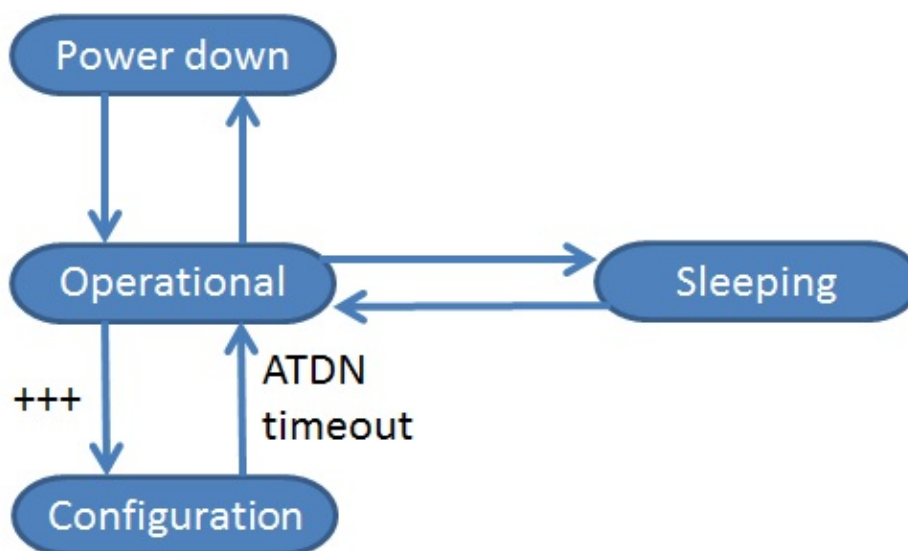 Power down
Operational
Sleeping
+++
ATDN
timeout
Configuration